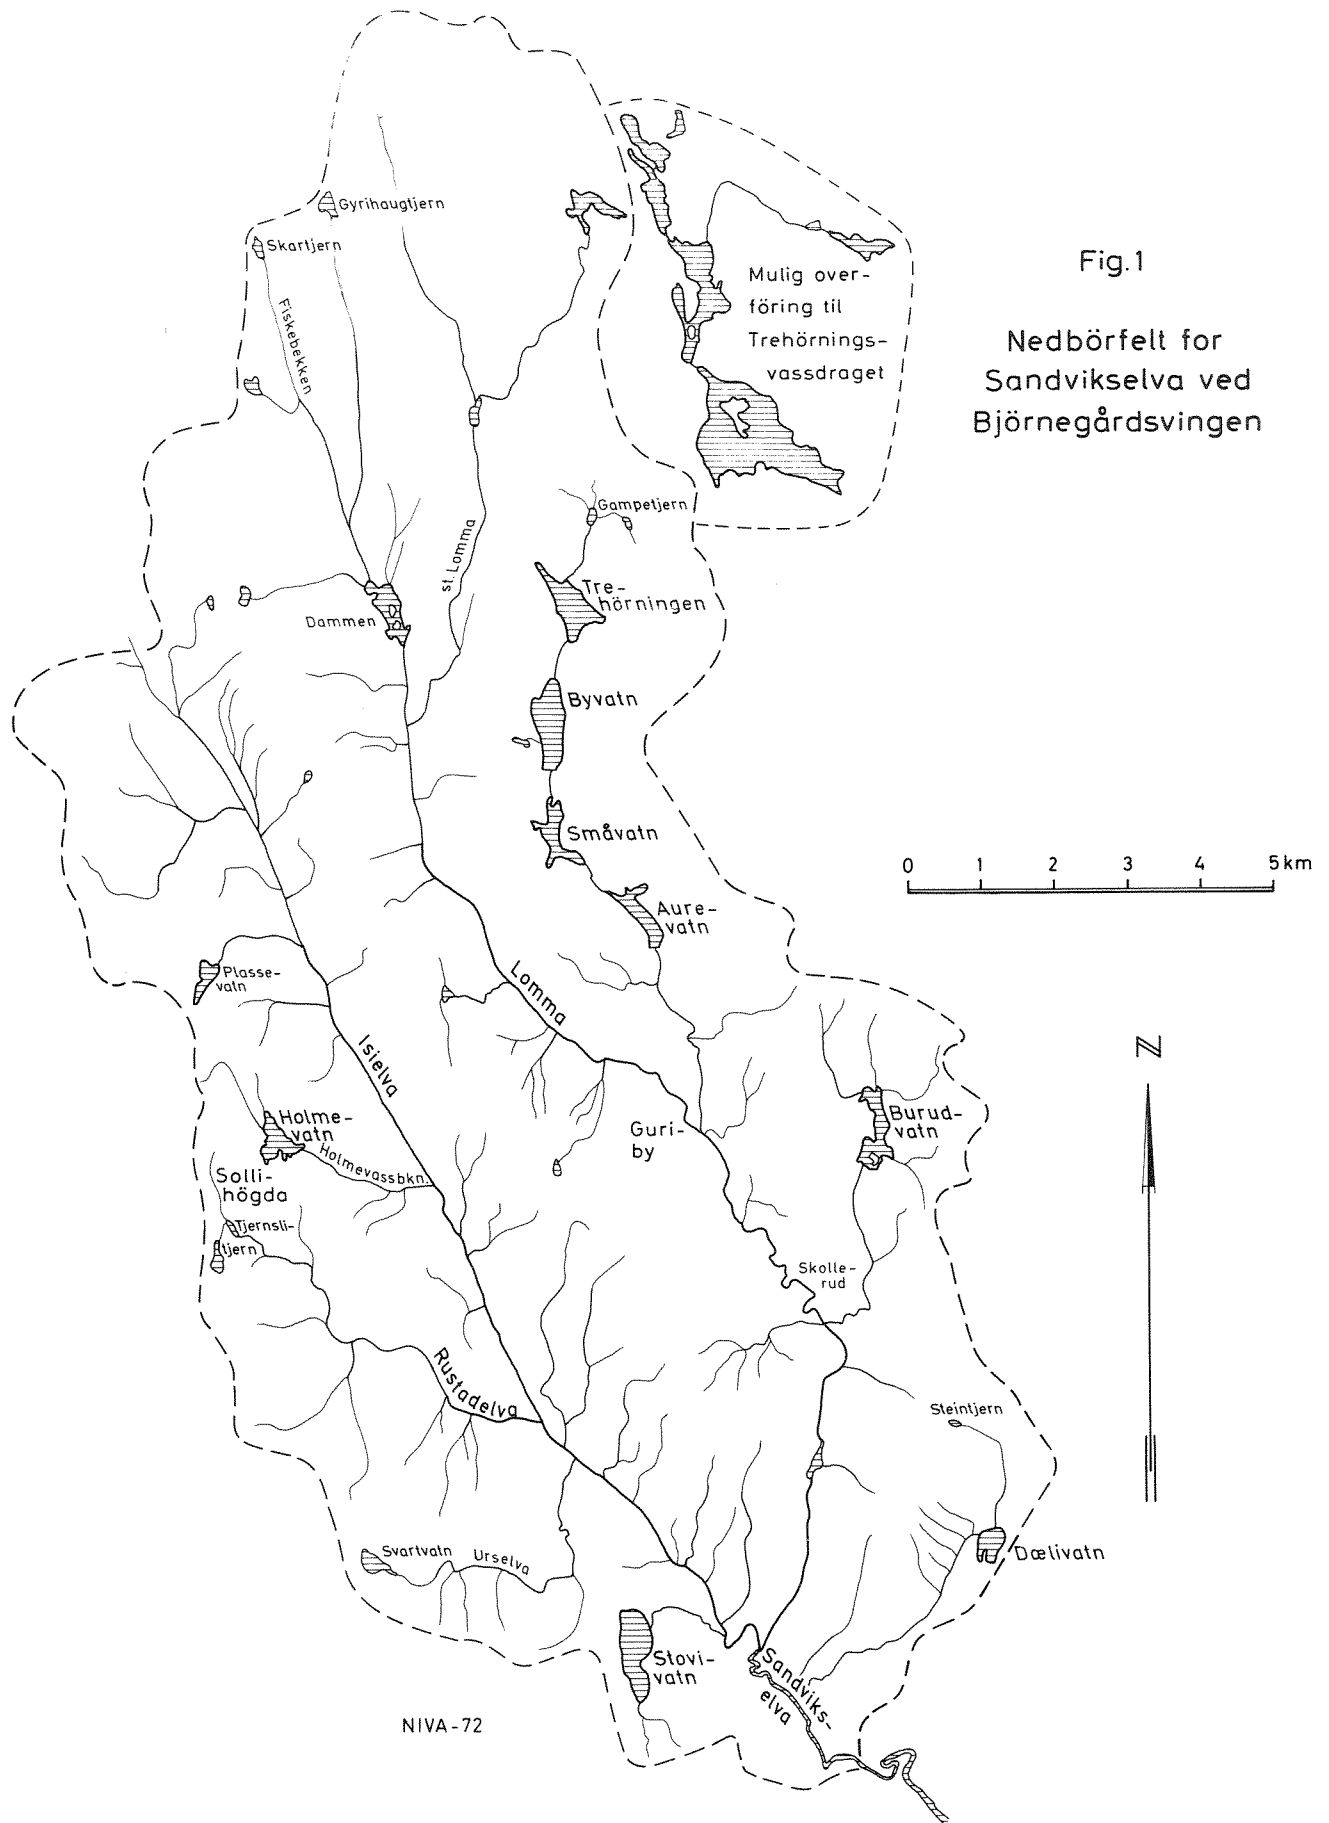 Fig.1
Nedbörfelt for
Sandvikselva ved
Björnegårdsvingen
Gyrihaugtjern
Skartjern
Fiskebekken
Mulig over-
föring til
Trehörnings-
vassdraget
Gampetjern
st. Lomma
Tre-
hörningen
Dammen
Byvatn
Småvatn
0 1 2 3 4 5 km
Aure-
vatn
Plasse-
vatn
Lomma
Isielva
N
Holme-
vatn
Holmevassbkn.
Burud-
vatn
Guri-
by
Solli-
högda
Tjernsli-
tjern
Skolle-
rud
Rustadelva
Steintjern
Svartvatn
Urselva
Dælivatn
Stovi-
vatn
Sandviks-
elva
NIVA-72